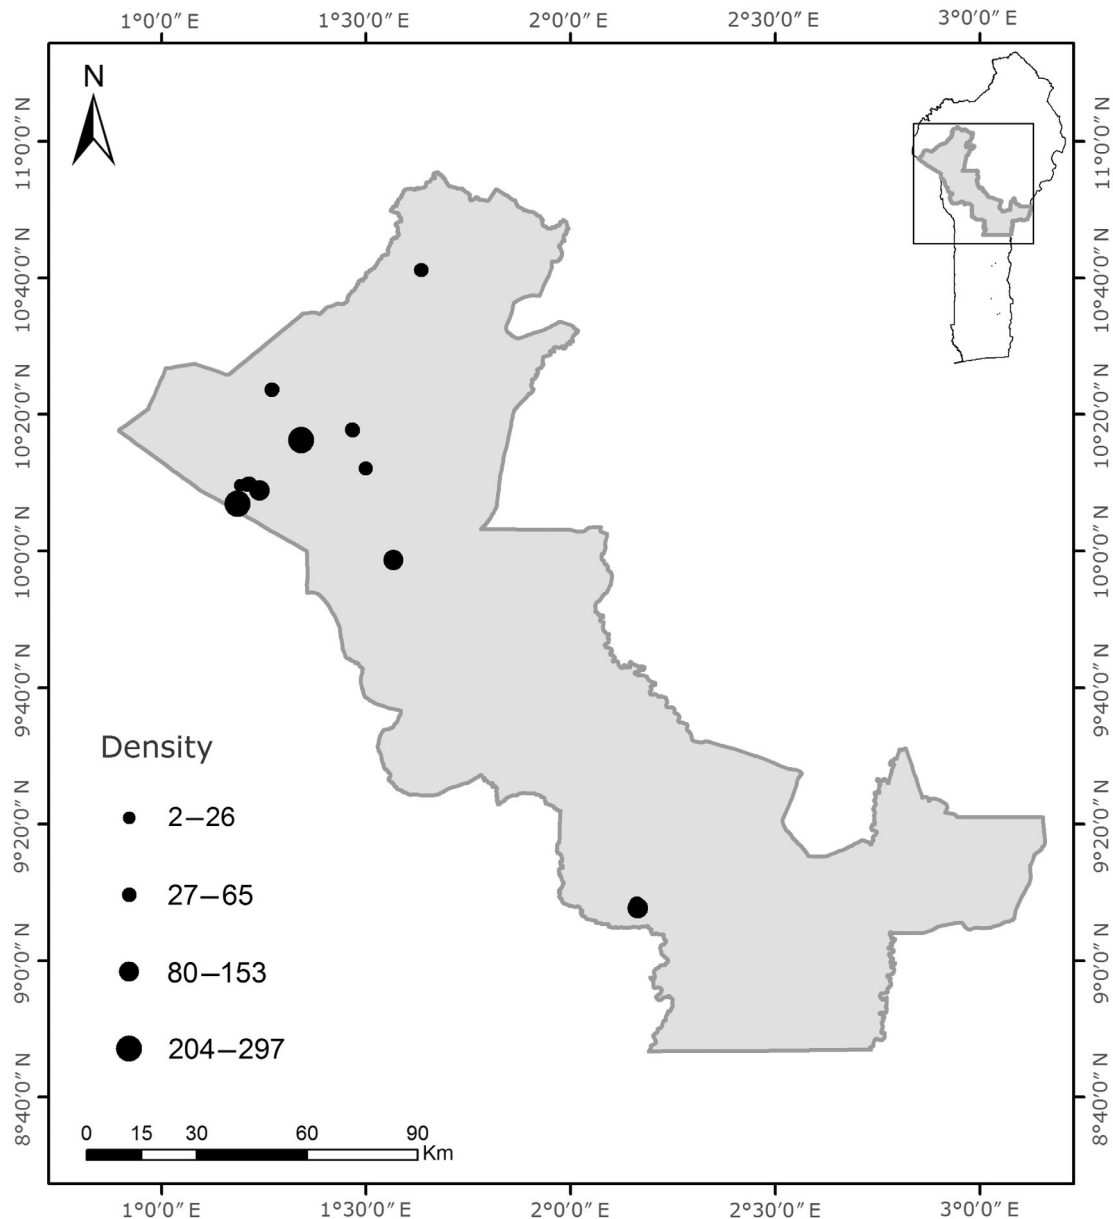 1°0′0″ E 1°30′0″ E 2°0′0″ E 2°30′0″ E 3°0′0″ E
N
11°0′0″ N 11°0′0″ N
10°40′0″ N 10°40′0″ N
10°20′0″ N 10°20′0″ N
10°0′0″ N 10°0′0″ N
9°40′0″ N 9°40′0″ N
Density
2–26
9°20′0″ N 9°20′0″ N
27–65
9°0′0″ N 9°0′0″ N
80–153
204–297
8°40′0″ N 8°40′0″ N
0 15 30 60 90
Km
1°0′0″ E 1°30′0″ E 2°0′0″ E 2°30′0″ E 3°0′0″ E